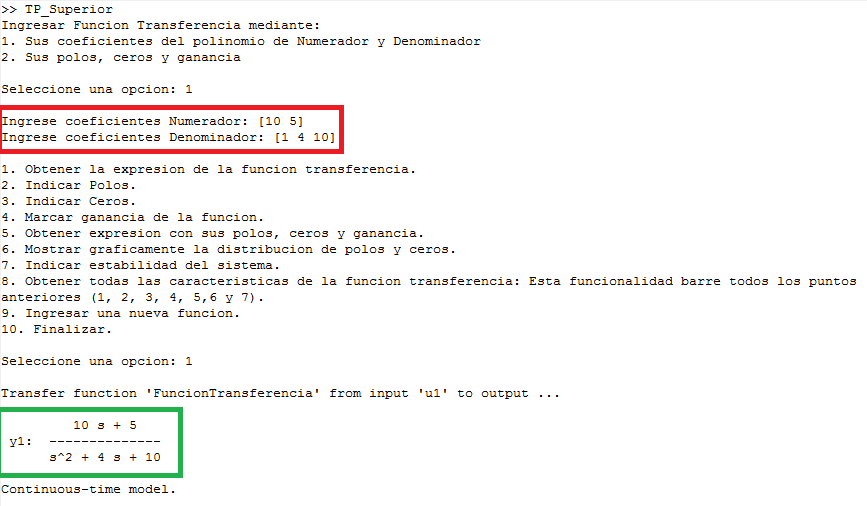 >> TP_Superior
Ingresar Funcion Transferencia mediante:
1. Sus coeficientes del polinomio de Numerador y Denominador
2. Sus polos, ceros y ganancia
Seleccione una opcion: 1
Ingrese coeficientes Numerador: [10 5]
Ingrese coeficientes Denominador: [1 4 10]
1. Obtener la expresion de la funcion transferencia.
2. Indicar Polos.
3. Indicar Ceros.
4. Marcar ganancia de la funcion.
5. Obtener expresion con sus polos, ceros y ganancia.
6. Mostrar graficamente la distribucion de polos y ceros.
7. Indicar estabilidad del sistema.
8. Obtener todas las caracteristicas de la funcion transferencia: Esta funcionalidad barre todos los puntos
anteriores (1, 2, 3, 4, 5,6 y 7).
9. Ingresar una nueva funcion.
10. Finalizar.
Seleccione una opcion: 1
Transfer function 'FuncionTransferencia' from input 'u1' to output ...
10 s + 5
y1: --------------
s^2 + 4 s + 10
Continuous-time model.